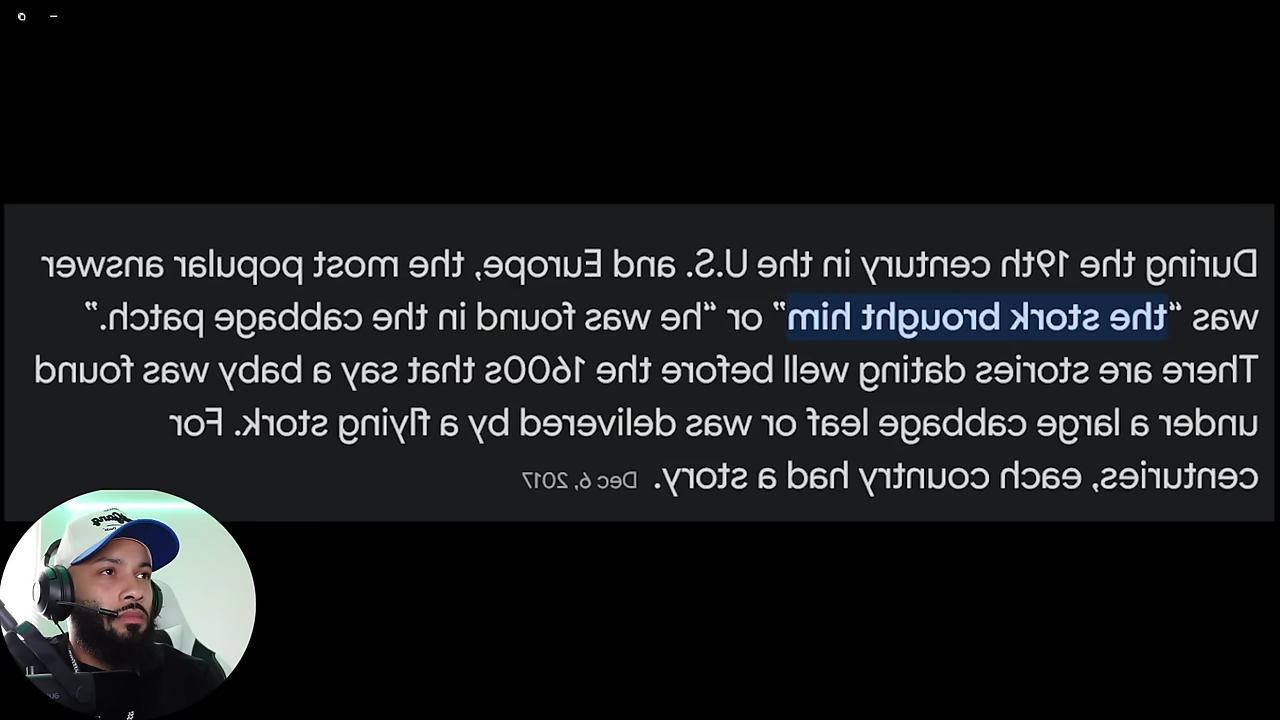 During the 19th century in the U.S. and Europe, the most popular answer
was “the stork brought him” or “he was found in the cabbage patch.”
There are stories dating well before the 1600s that say a baby was found
under a large cabbage leaf or was delivered by a flying stork. For
centuries, each country had a story. Dec 6, 2017